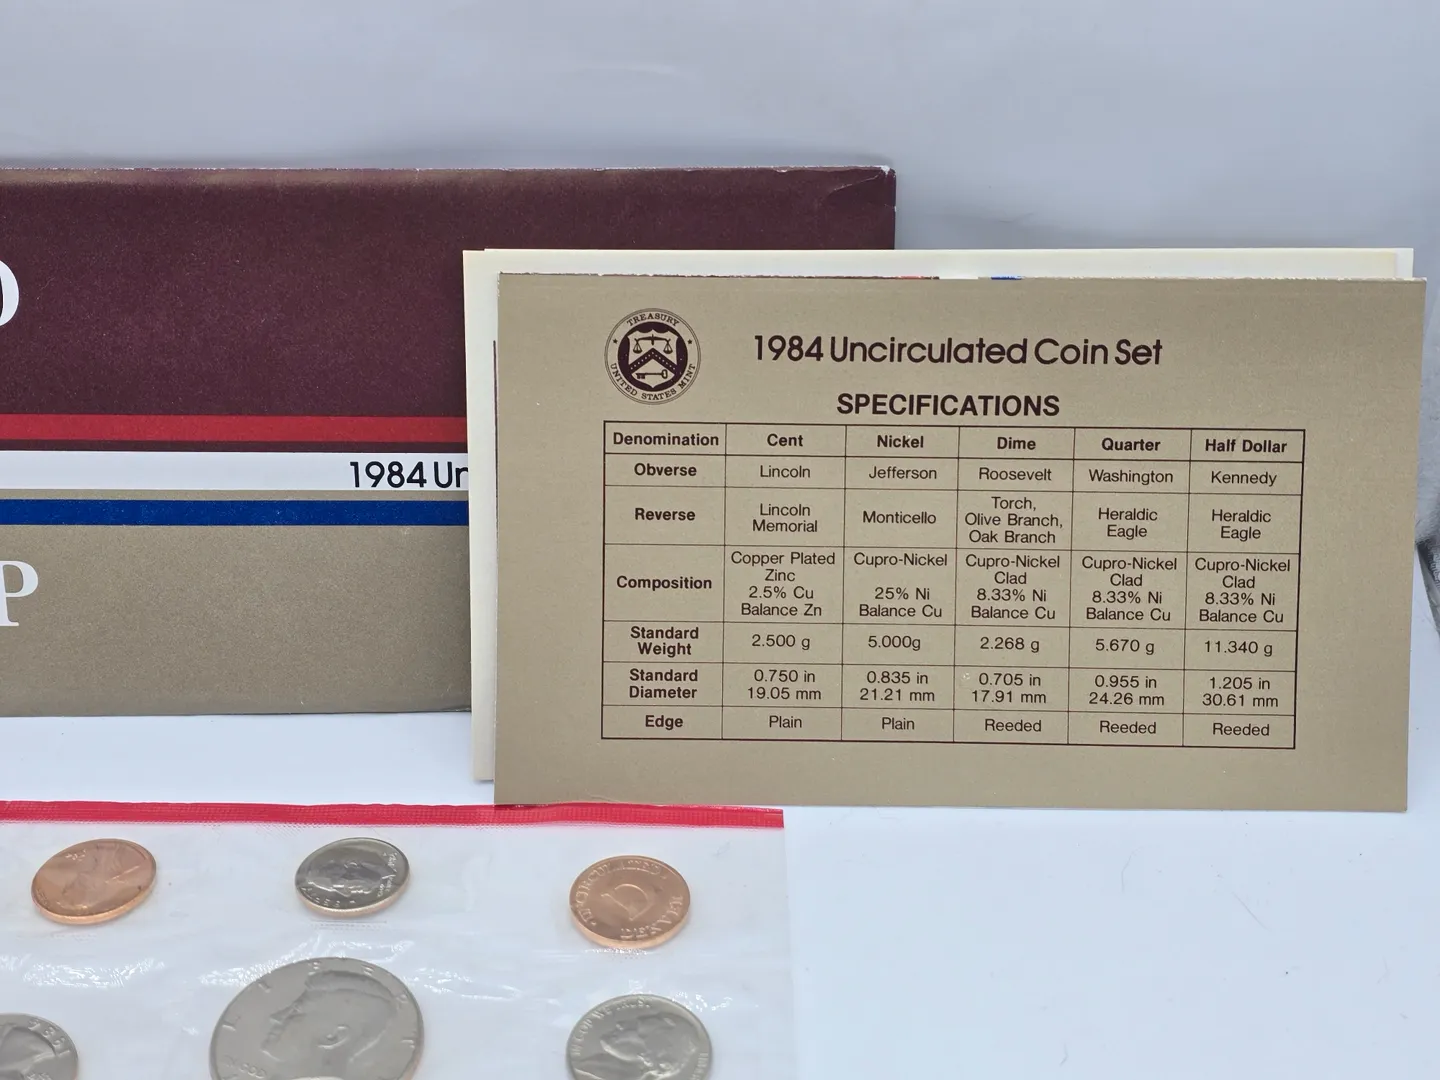 P
1984 Un
TREASURY
UNITED STATES MINT
1984 Uncirculated Coin Set
SPECIFICATIONS
Denomination Cent Nickel Dime Quarter Half Dollar
Obverse Lincoln Jefferson Roosevelt Washington Kennedy
Reverse Lincoln Memorial Monticello Torch, Olive Branch, Oak Branch Heraldic Eagle Heraldic Eagle
Composition Copper Plated Zinc 2.5% Cu Balance Zn Cupro-Nickel 25% Ni Balance Cu Cupro-Nickel Clad 8.33% Ni Balance Cu Cupro-Nickel Clad 8.33% Ni Balance Cu Cupro-Nickel Clad 8.33% Ni Balance Cu
Standard Weight 2.500 g 5.000g 2.268 g 5.670 g 11.340 g
Standard Diameter 0.750 in 19.05 mm 0.835 in 21.21 mm 0.705 in 17.91 mm 0.955 in 24.26 mm 1.205 in 30.61 mm
Edge Plain Plain Reeded Reeded Reeded
UNCIRCULATED
D
DENVER
IN GOD WE TRUST